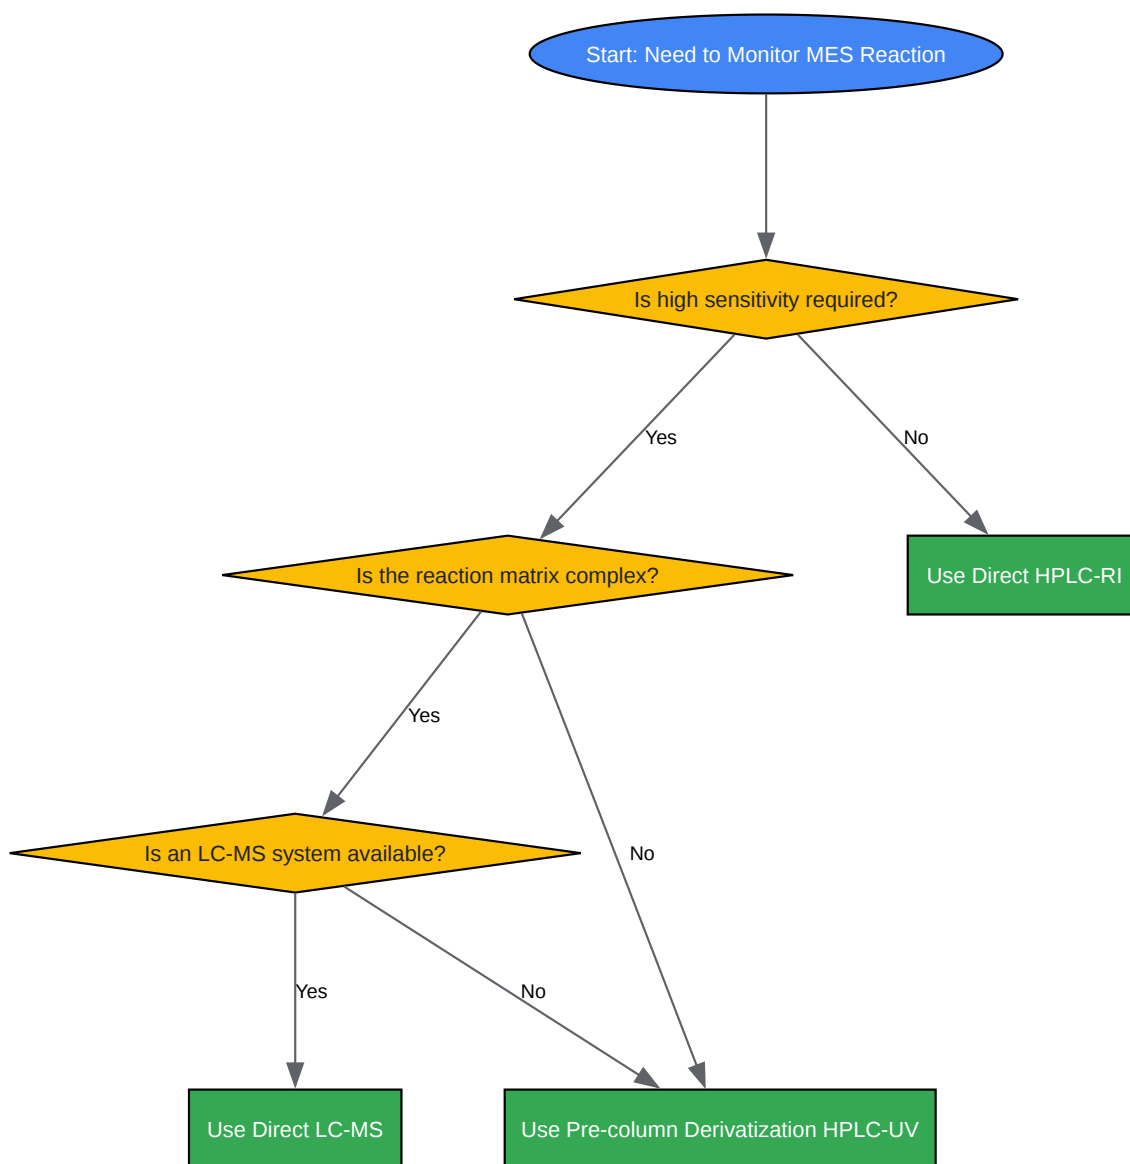 Start: Need to Monitor MES Reaction
Is high sensitivity required?
Yes
No
Is the reaction matrix complex?
Use Direct HPLC-RI
Yes
Is an LC-MS system available?
No
Yes
No
Use Direct LC-MS
Use Pre-column Derivatization HPLC-UV